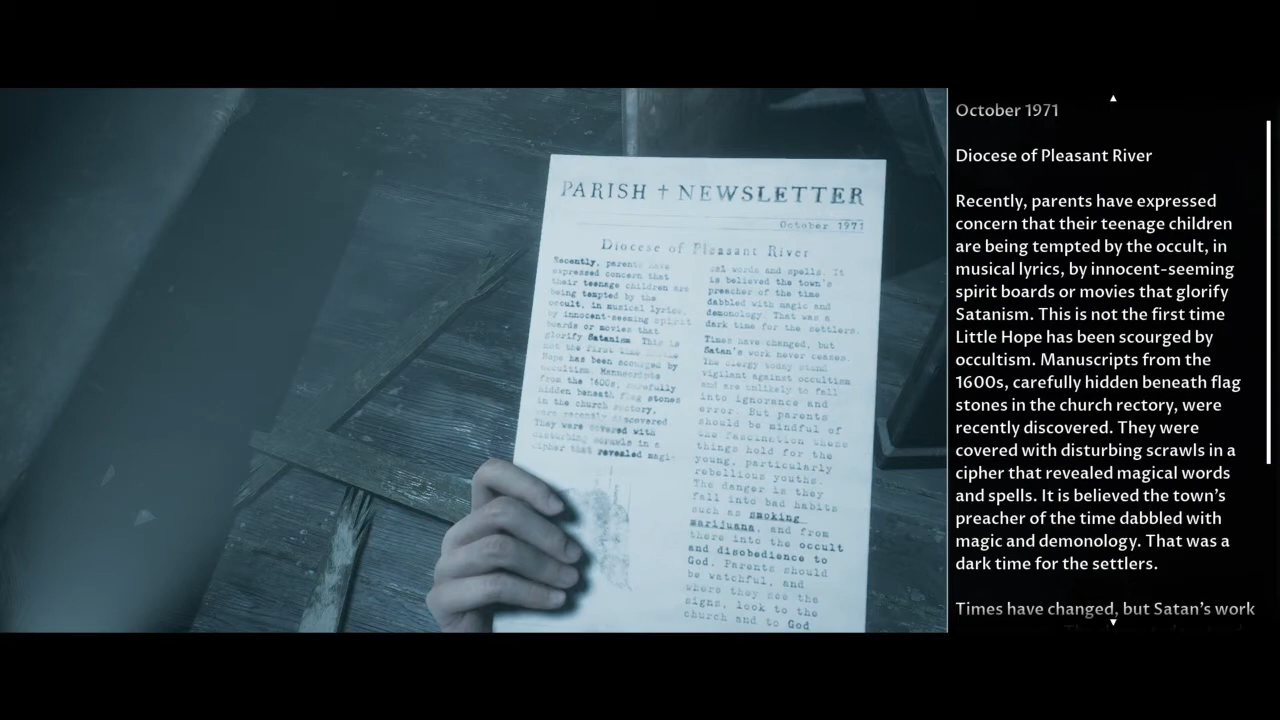 PARISH † NEWSLETTER
October 1971
Diocese of Pleasant River
Recently, parents have
expressed concern that
their teenage children are
being tempted by the
occult, in musical lyrics,
by innocent-seeming spirit
boards or movies that
glorify Satanism. This is
not the first time Little
Hope has been scourged by
occultism. Manuscripts
from the 1600s, carefully
hidden beneath flag stones
in the church rectory,
were recently discovered.
They were covered with
disturbing scrawls in a
cipher that revealed magi-
cal words and spells. It
is believed the town's
preacher of the time
dabbled with magic and
demonology. That was a
dark time for the settlers.
Times have changed, but
Satan's work never ceases.
The clergy today stand
vigilant against occultism
and are unlikely to fall
into ignorance and
error. But parents
should be mindful of
the fascination these
things hold for the
young, particularly
rebellious youths.
The danger is they
fall into bad habits
such as smoking
marijuana, and from
there into the occult
and disobedience to
God. Parents should
be watchful, and
where they see the
signs, look to the
church and to God
October 1971
Diocese of Pleasant River
Recently, parents have expressed
concern that their teenage children
are being tempted by the occult, in
musical lyrics, by innocent-seeming
spirit boards or movies that glorify
Satanism. This is not the first time
Little Hope has been scourged by
occultism. Manuscripts from the
1600s, carefully hidden beneath flag
stones in the church rectory, were
recently discovered. They were
covered with disturbing scrawls in a
cipher that revealed magical words
and spells. It is believed the town's
preacher of the time dabbled with
magic and demonology. That was a
dark time for the settlers.
Times have changed, but Satan's work